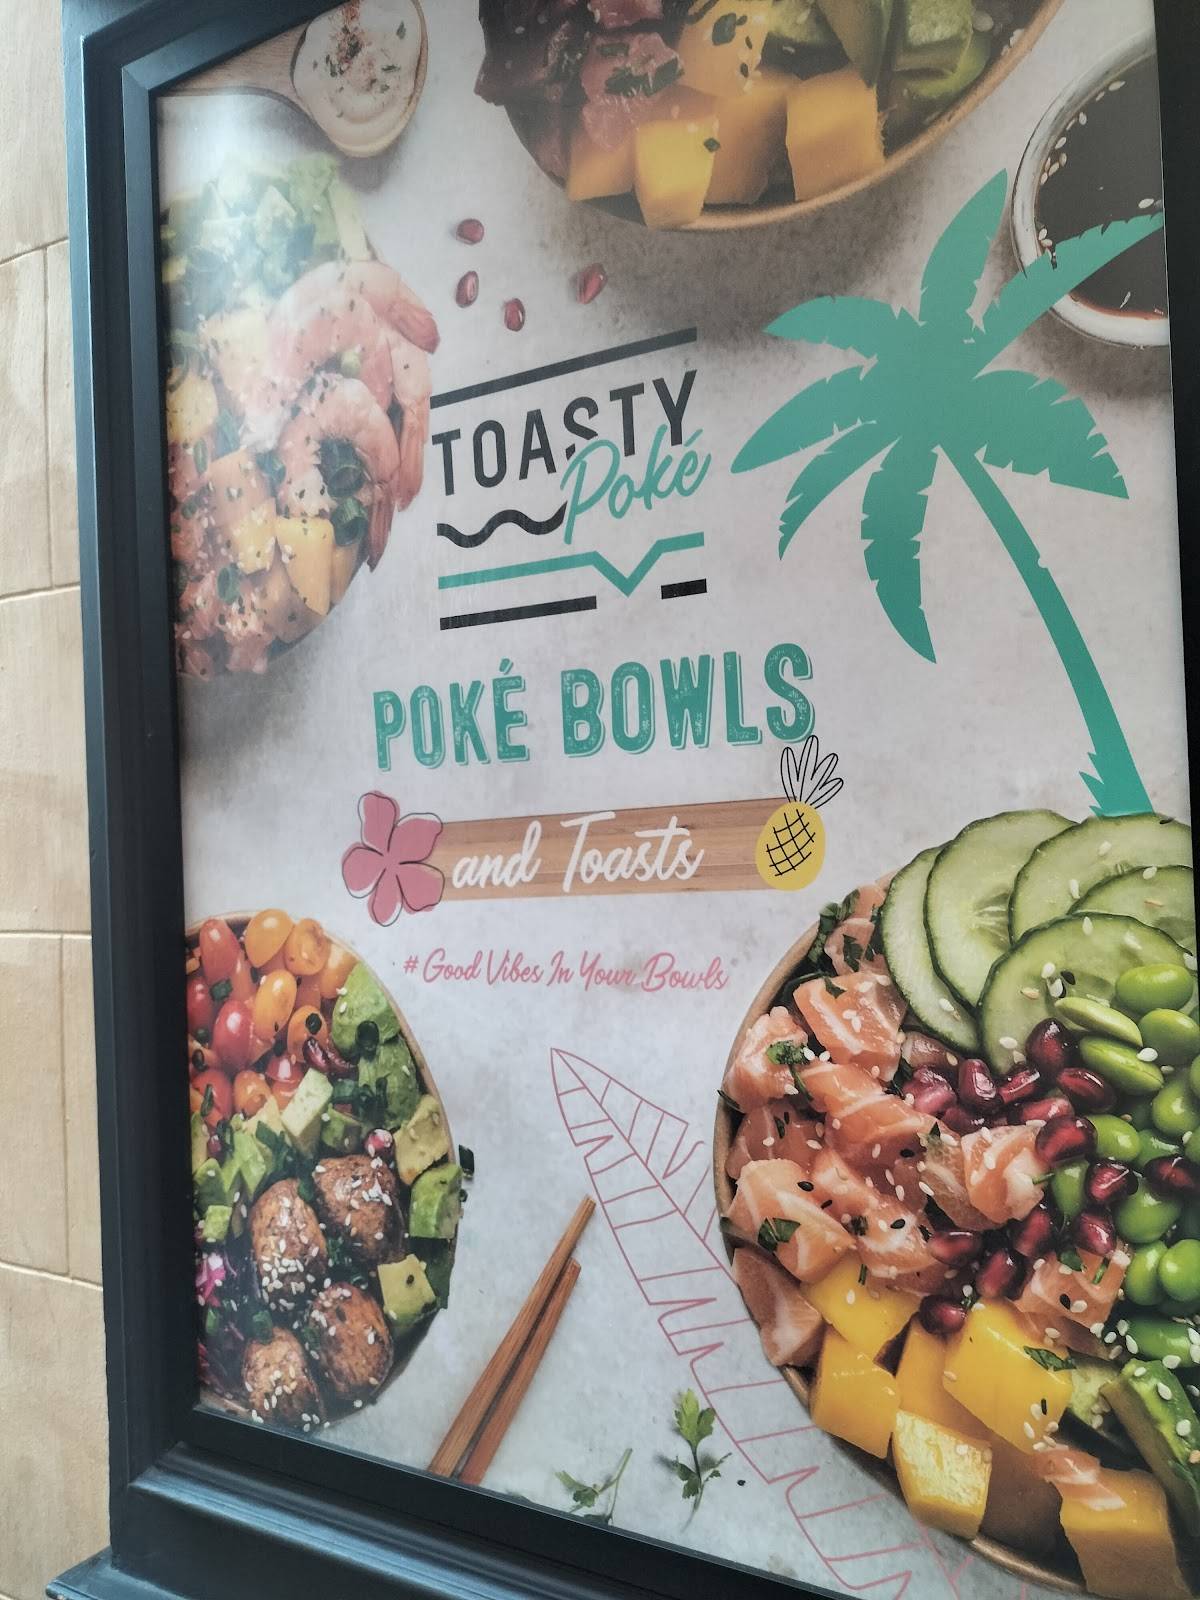 TOASTY
Poké
POKÉ BOWLS
and Toasts
# Good Vibes In Your Bowls